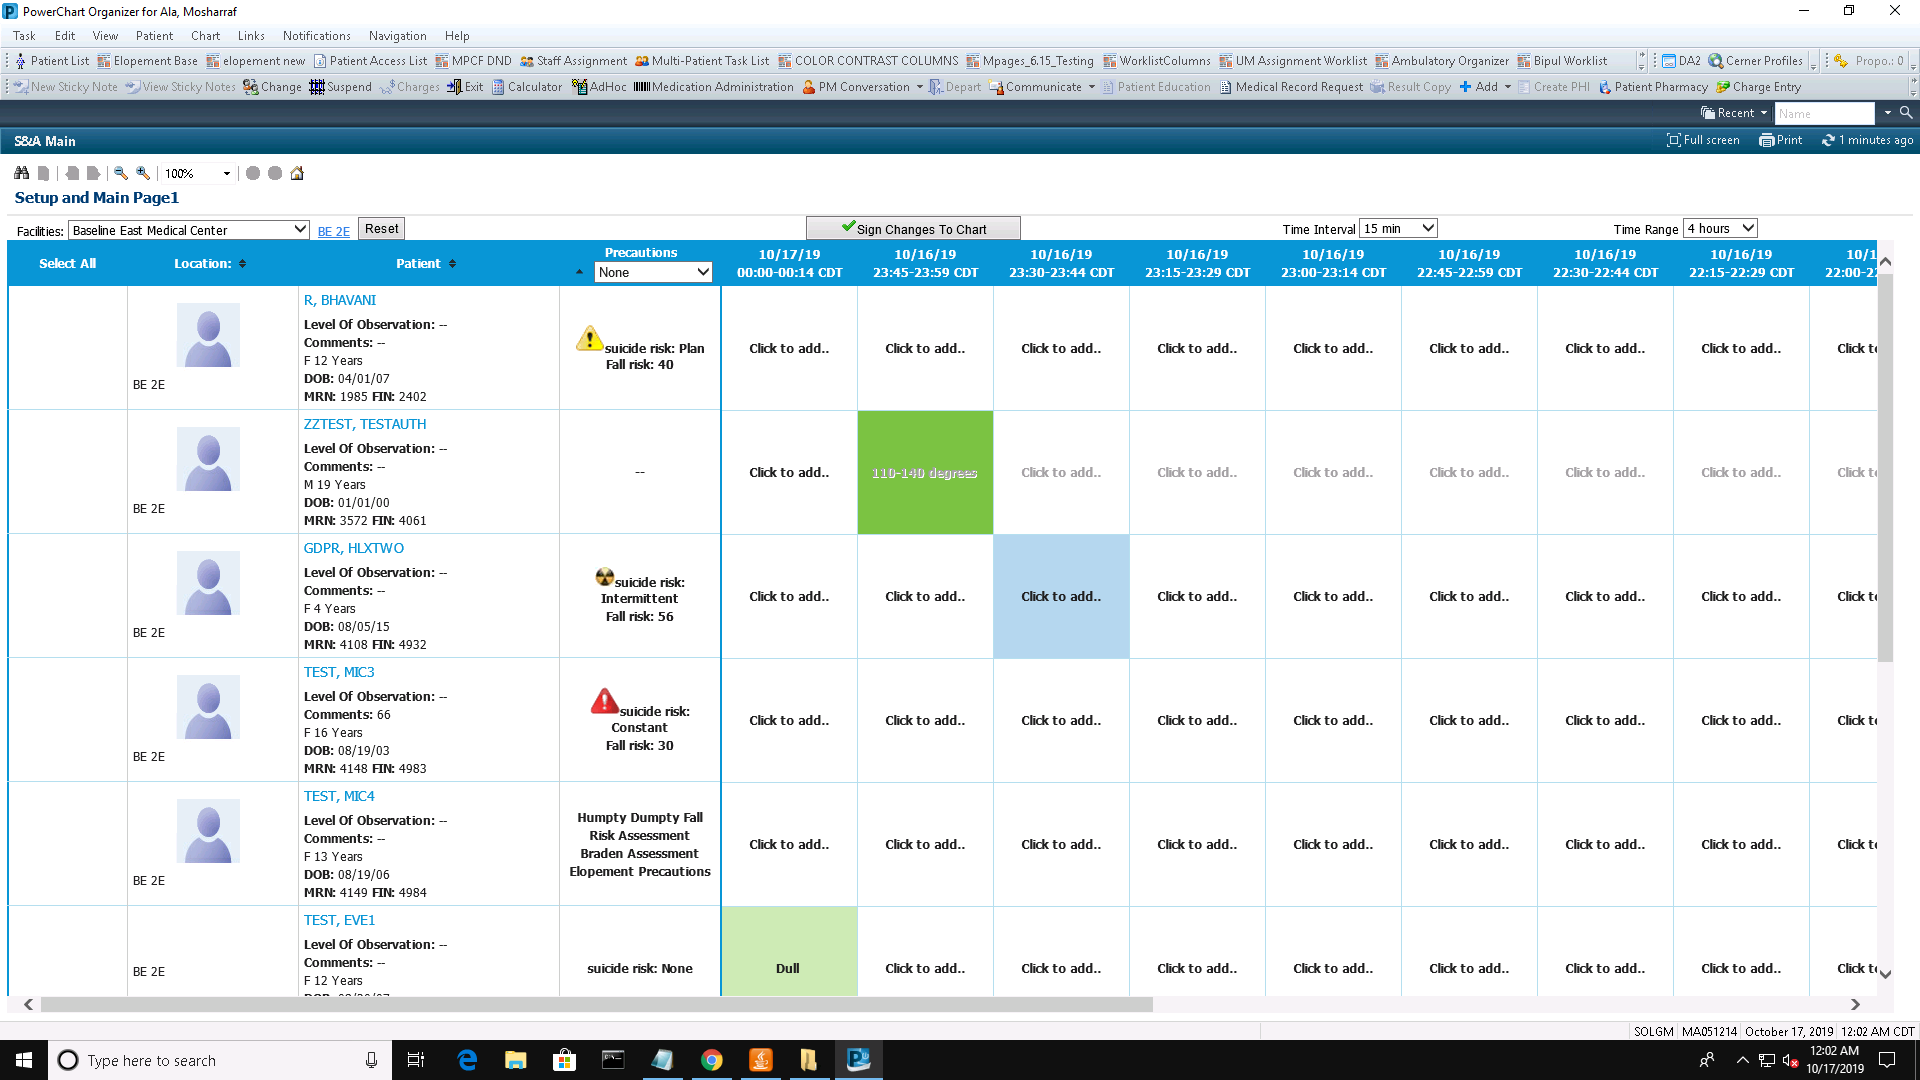 PowerChart Organizer for Ala, Mosharraf
Task Edit View Patient Chart Links Notifications Navigation Help
Patient List Elopement Base elopement new Patient Access List MPCF DND Staff Assignment Multi-Patient Task List COLOR CONTRAST COLUMNS Mpages_6.15_Testing WorklistColumns UM Assignment Worklist Ambulatory Organizer Bipul Worklist DA2 Cerner Profiles Propo.: 0
New Sticky Note View Sticky Notes Change Suspend Charges Exit Calculator AdHoc Medication Administration PM Conversation Depart Communicate Patient Education Medical Record Request Result Copy Add Create PHI Patient Pharmacy Charge Entry
Recent Name
S&A Main Full screen Print 1 minutes ago
100%
Setup and Main Page1
Facilities: Baseline East Medical Center BE 2E Reset Sign Changes To Chart Time Interval 15 min Time Range 4 hours
Select All Location: Patient Precautions None
10/17/19 10/16/19 10/16/19 10/16/19 10/16/19 10/16/19 10/16/19 10/16/19 10/1
00:00-00:14 CDT 23:45-23:59 CDT 23:30-23:44 CDT 23:15-23:29 CDT 23:00-23:14 CDT 22:45-22:59 CDT 22:30-22:44 CDT 22:15-22:29 CDT 22:00-2
R, BHAVANI
Level Of Observation: --
Comments: --
F 12 Years
DOB: 04/01/07
MRN: 1985 FIN: 2402
BE 2E
suicide risk: Plan
Fall risk: 40
Click to add.. Click to add.. Click to add.. Click to add.. Click to add.. Click to add.. Click to add.. Click to add.. Click t
ZZTEST, TESTAUTH
Level Of Observation: --
Comments: --
M 19 Years
DOB: 01/01/00
MRN: 3572 FIN: 4061
BE 2E
--
Click to add.. 110-140 degrees Click to add.. Click to add.. Click to add.. Click to add.. Click to add.. Click to add.. Click t
GDPR, HLXTWO
Level Of Observation: --
Comments: --
F 4 Years
DOB: 08/05/15
MRN: 4108 FIN: 4932
BE 2E
suicide risk:
Intermittent
Fall risk: 56
Click to add.. Click to add.. Click to add.. Click to add.. Click to add.. Click to add.. Click to add.. Click to add.. Click t
TEST, MIC3
Level Of Observation: --
Comments: 66
F 16 Years
DOB: 08/19/03
MRN: 4148 FIN: 4983
BE 2E
suicide risk:
Constant
Fall risk: 30
Click to add.. Click to add.. Click to add.. Click to add.. Click to add.. Click to add.. Click to add.. Click to add.. Click t
TEST, MIC4
Level Of Observation: --
Comments: --
F 13 Years
DOB: 08/19/06
MRN: 4149 FIN: 4984
BE 2E
Humpty Dumpty Fall
Risk Assessment
Braden Assessment
Elopement Precautions
Click to add.. Click to add.. Click to add.. Click to add.. Click to add.. Click to add.. Click to add.. Click to add.. Click t
TEST, EVE1
Level Of Observation: --
Comments: --
F 12 Years
BE 2E
suicide risk: None
Dull Click to add.. Click to add.. Click to add.. Click to add.. Click to add.. Click to add.. Click to add.. Click t
SOLGM MA051214 October 17, 2019 12:02 AM CDT
Type here to search
12:02 AM
10/17/2019